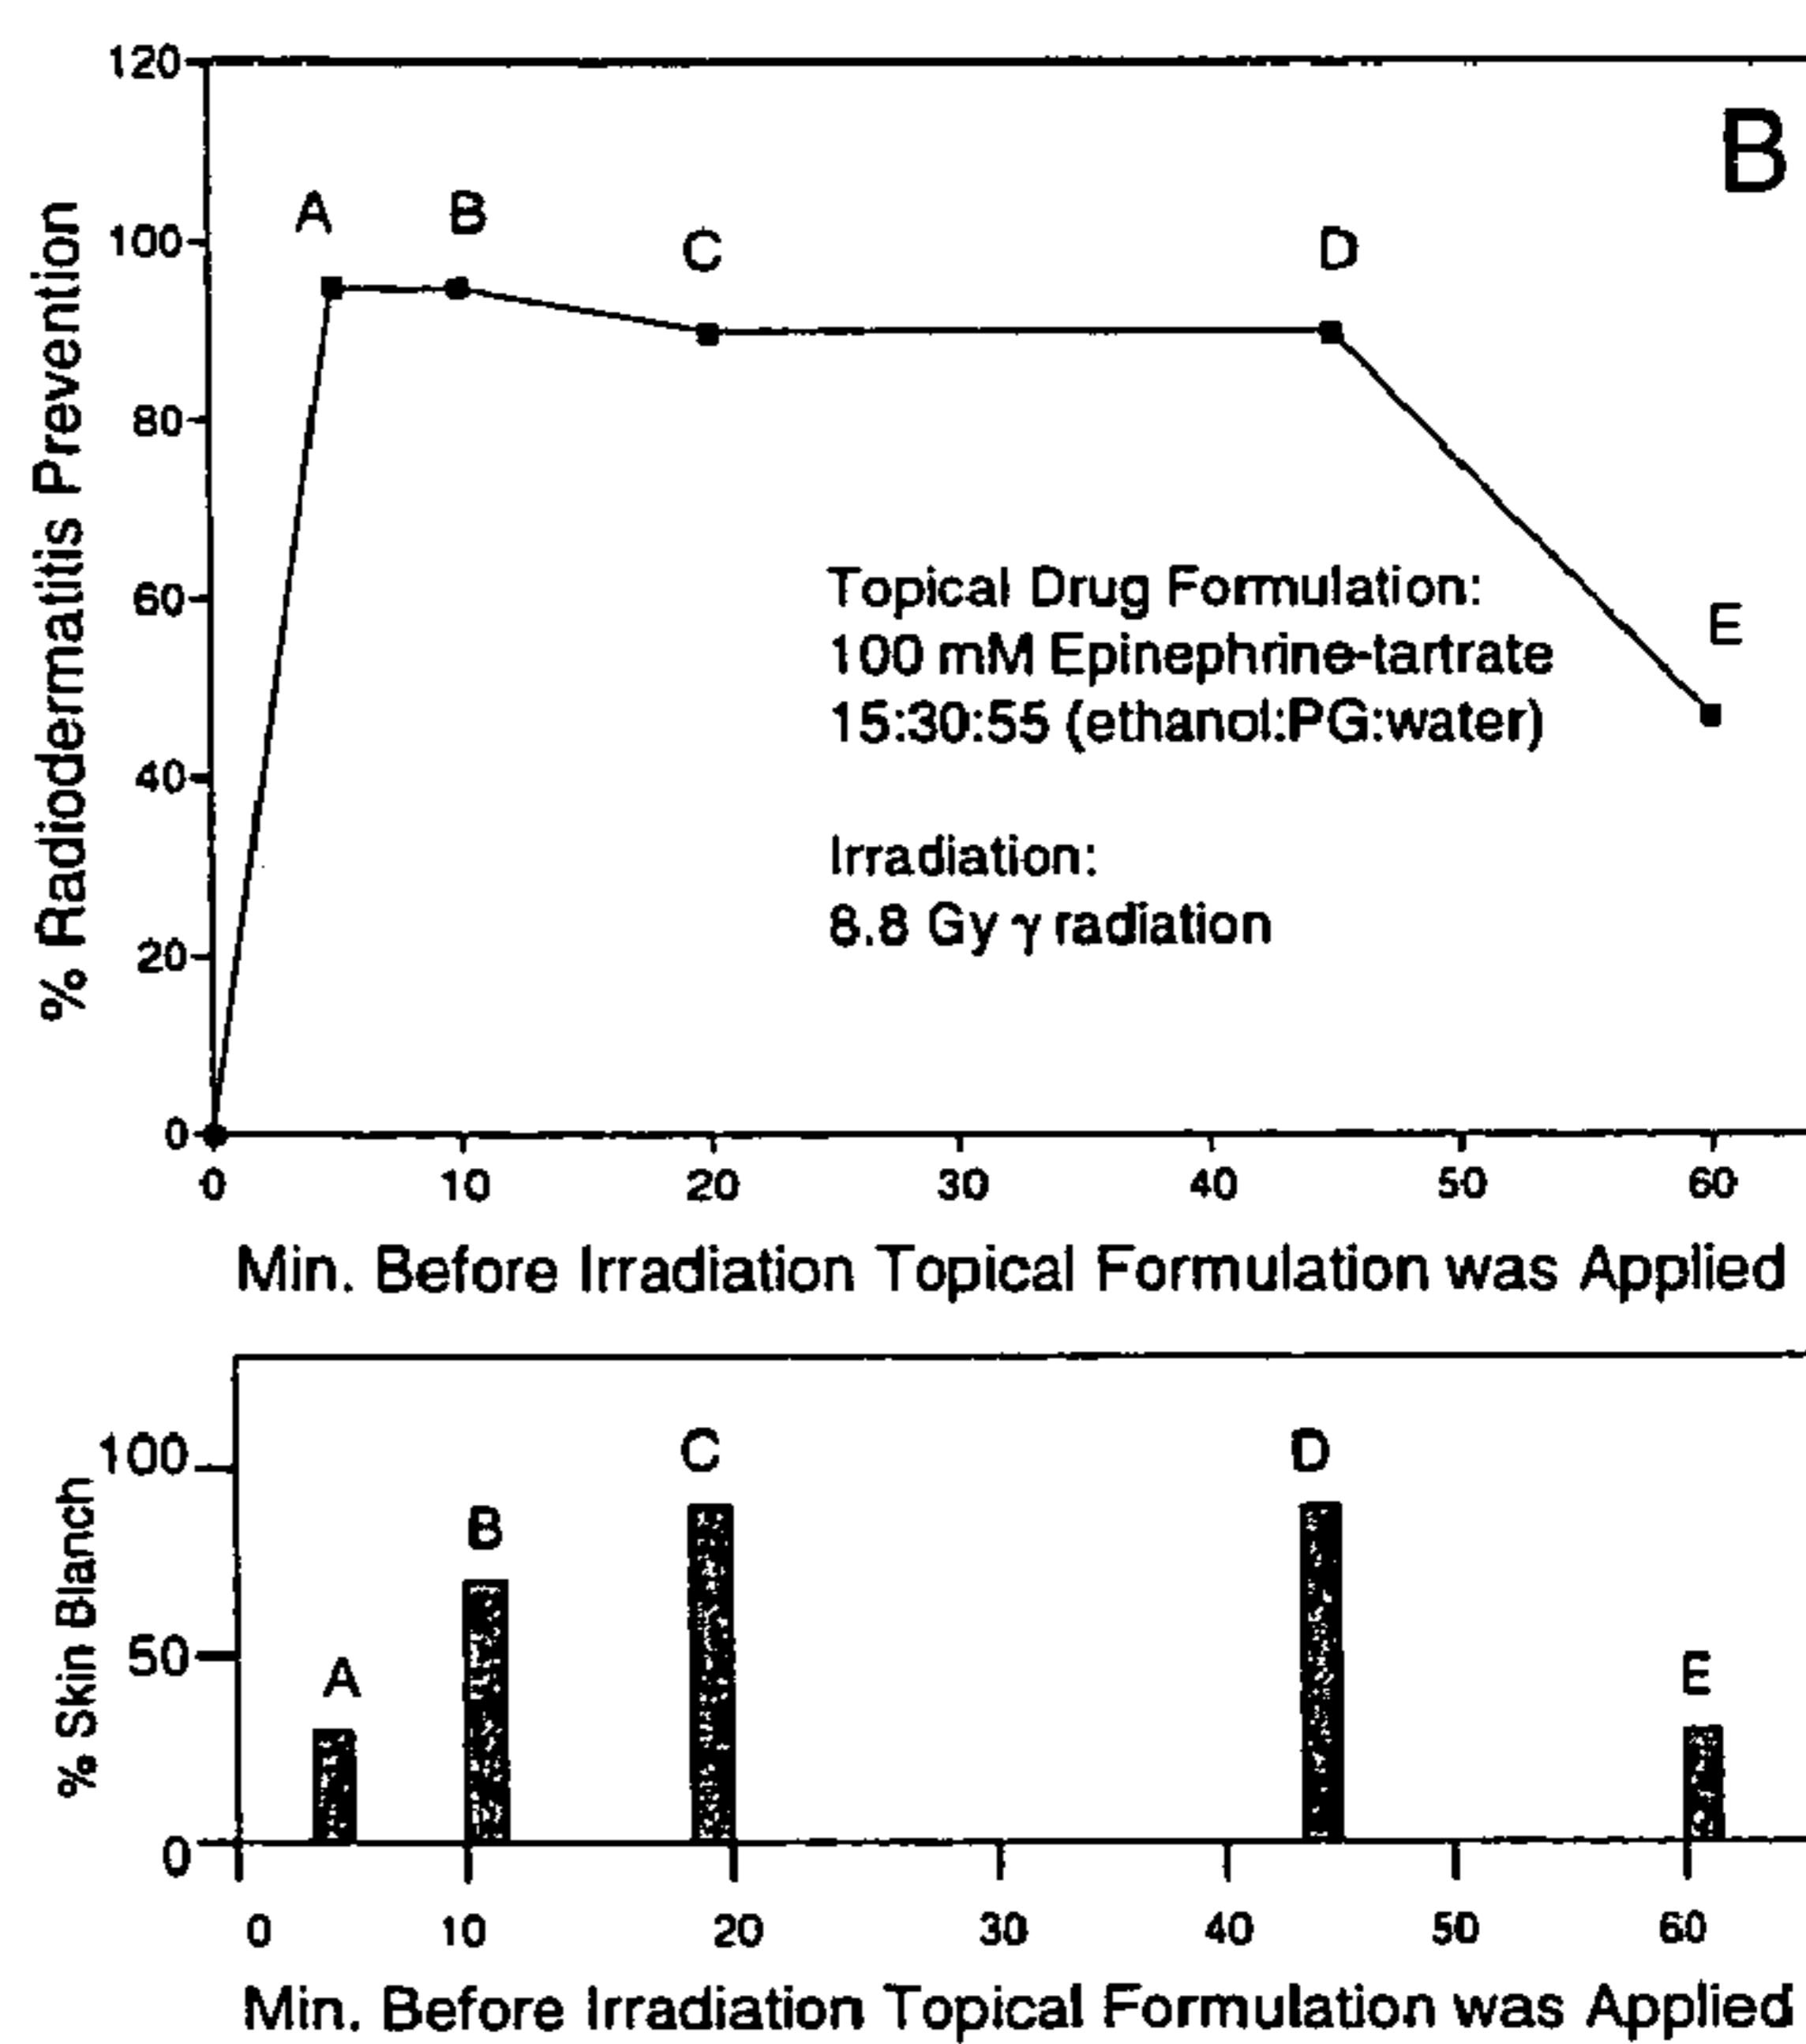 120
B
A
B
100
C
D
80
60
Topical Drug Formulation:
100 mM Epinephrine-tartrate
E
15:30:55 (ethanol:PG:water)
40
Irradiation:
8.8 Gy γ radiation
20
0
% Radiodermatitis Prevention
0 10 20 30 40 50 60
Min. Before Irradiation Topical Formulation was Applied
100
C
D
B
50
A
E
0
% Skin Blanch
0 10 20 30 40 50 60
Min. Before Irradiation Topical Formulation was Applied